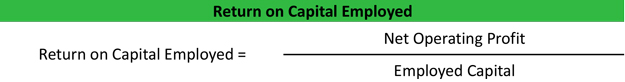 Return on Capital Employed
Return on Capital Employed =
Net Operating Profit
Employed Capital